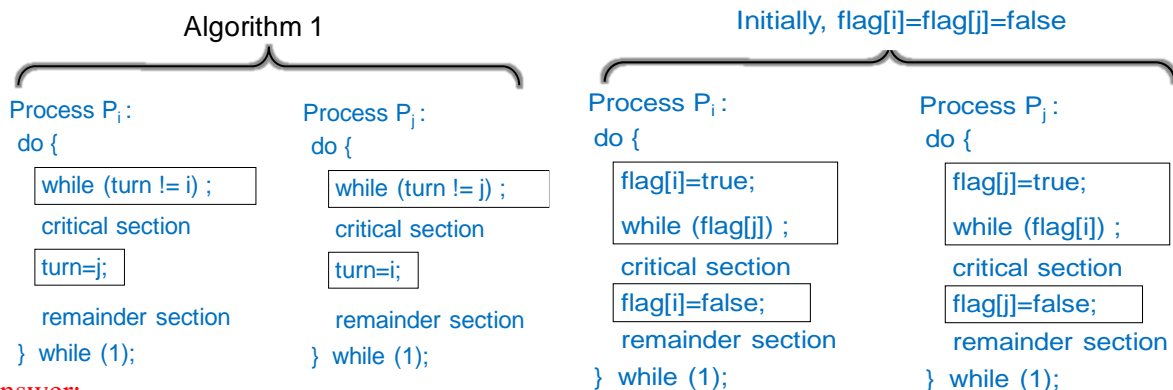 Algorithm 1
Process Pi :
do {
while (turn != i) ;
critical section
turn=j;
remainder section
} while (1);
Process Pj :
do {
while (turn != j) ;
critical section
turn=i;
remainder section
} while (1);
Initially, flag[i]=flag[j]=false
Process Pi :
do {
flag[i]=true;
while (flag[j]) ;
critical section
flag[i]=false;
remainder section
} while (1);
Process Pj :
do {
flag[j]=true;
while (flag[i]) ;
critical section
flag[j]=false;
remainder section
} while (1);